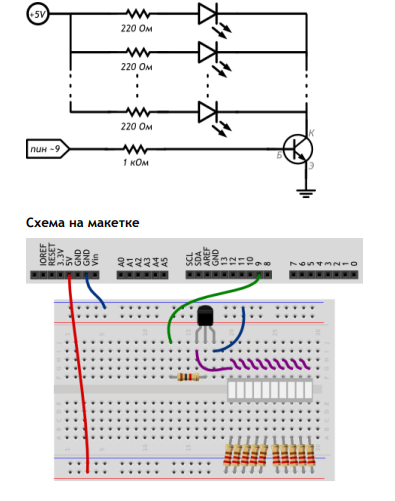 +5V
220 Ом
220 Ом
220 Ом
К
Б
Э
пин ~9
1 кОм
Схема на макетке
IOREF
RESET
3.3V
5V
GND
GND
Vin
A0
A1
A2
A3
A4
A5
SCL
SDA
AREF
GND
13
12
11
10
9
8
7
6
5
4
3
2
1
0